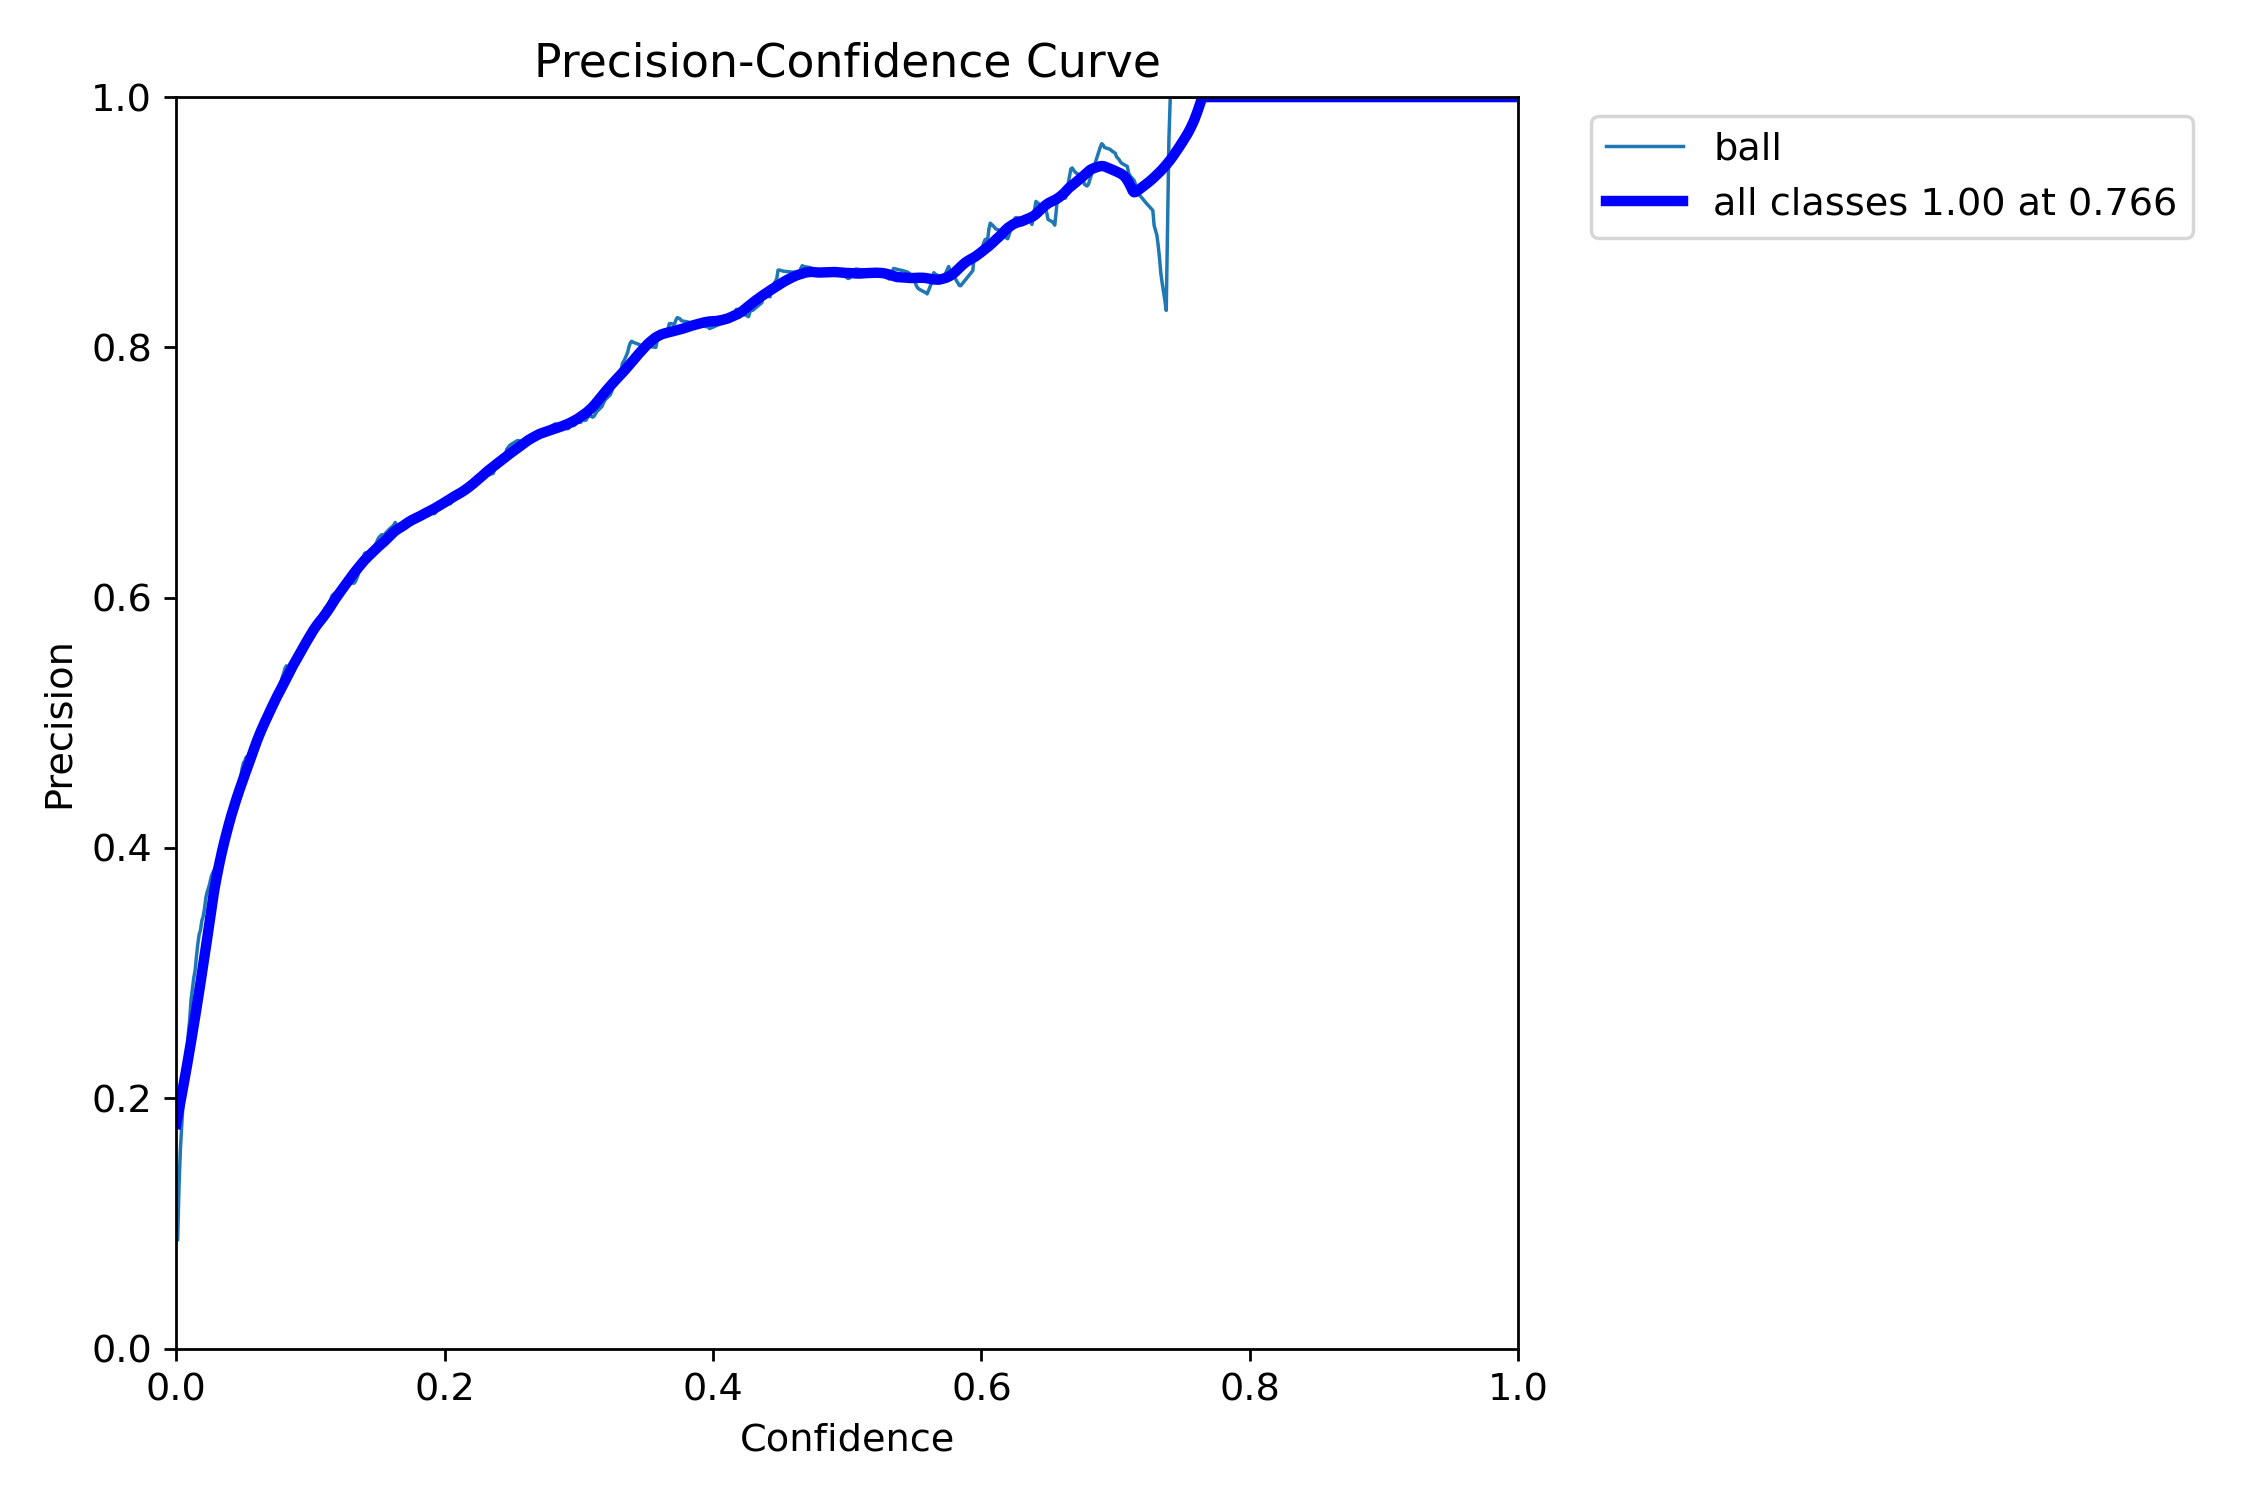 Precision-Confidence Curve
1.0
0.8
0.6
0.4
0.2
0.0
Precision
0.0 0.2 0.4 0.6 0.8 1.0
Confidence
ball
all classes 1.00 at 0.766